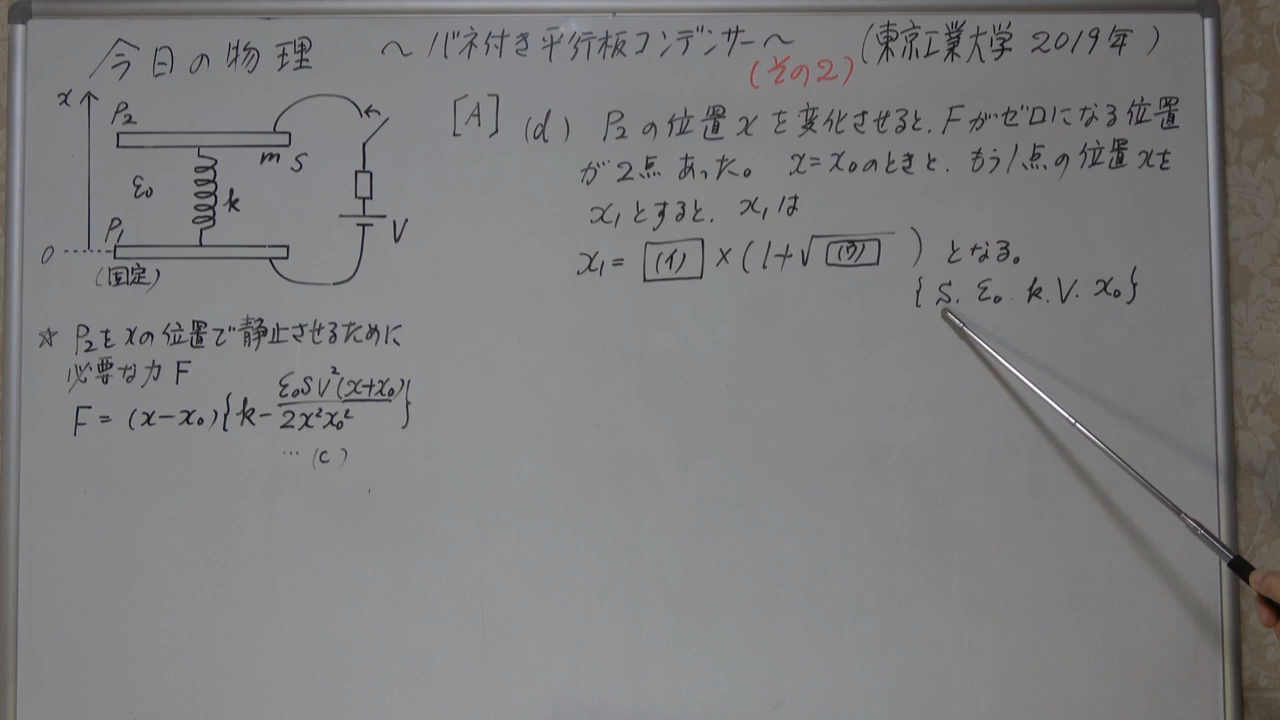 今日の物理 ～バネ付き平行板コンデンサー～ (東京工業大学 2019年)
(その2)
x
P2
m S
ε0
k
V
P1
0
(固定)
☆ P2をxの位置で静止させるために
必要な力 F
F = (x-x0){k-ε0SV²(x+x0)/2x²x0²}
… (c)
[A] (d) P2の位置xを変化させると、Fがゼロになる位置
が2点あった。 x=x0のときと、もう1点の位置xを
x1とすると、x1は
x1= (イ) ×(1+√(ウ)) となる。
{S. ε0. k. V. x0}